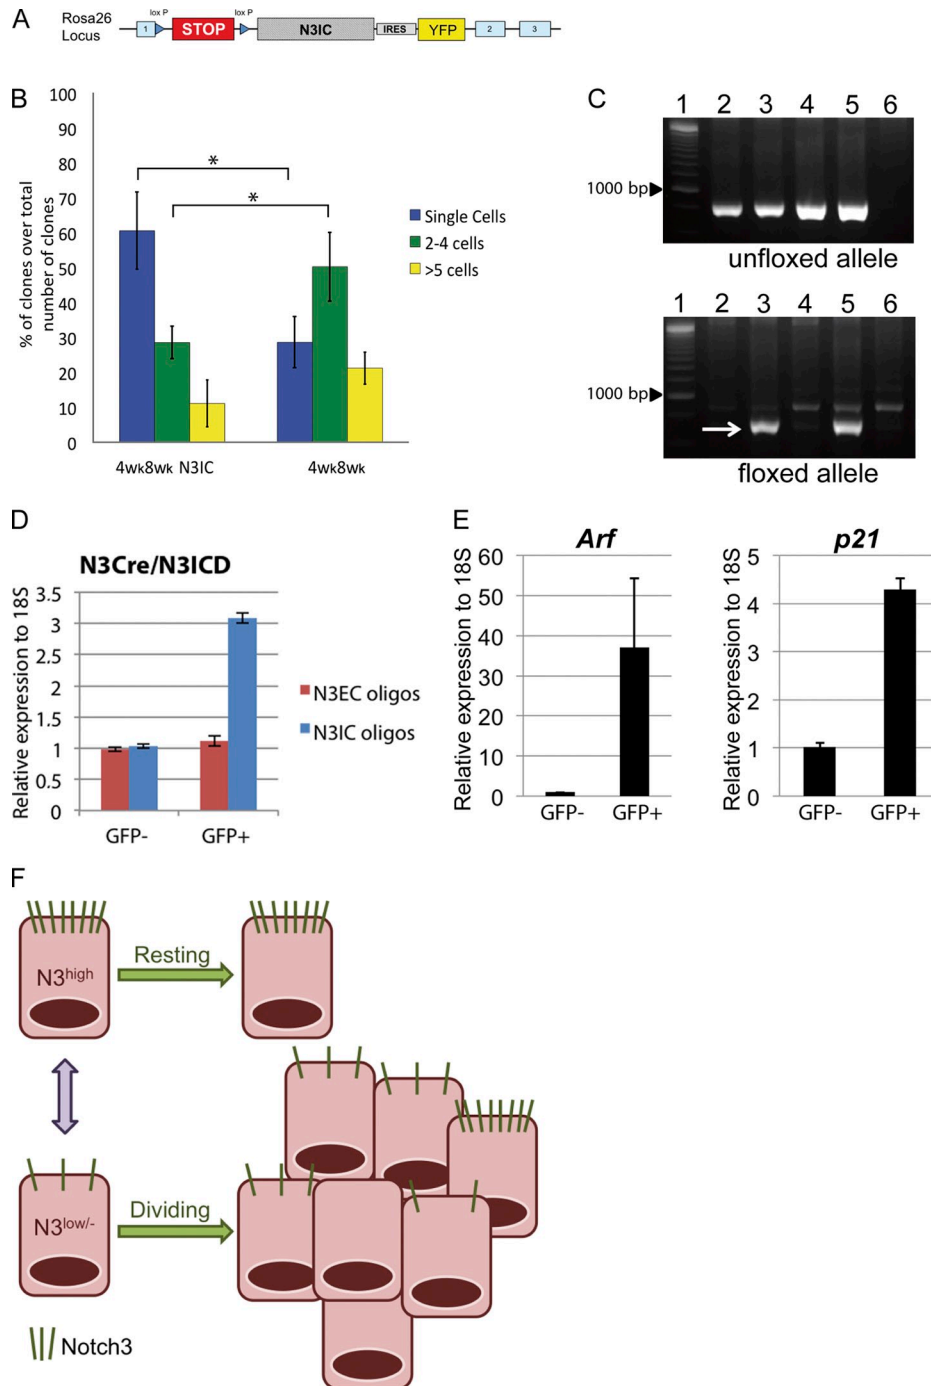 A
Rosa26
Locus
lox P
lox P
1
STOP
N3IC
IRES
YFP
2
3
B
% of clones over total
number of clones
100
90
80
70
60
50
40
30
20
10
0
*
*
Single Cells
2-4 cells
>5 cells
4wk8wk N3IC
4wk8wk
C
1 2 3 4 5 6
1000 bp
unfloxed allele
1 2 3 4 5 6
1000 bp
floxed allele
D
N3Cre/N3ICD
Relative expression to 18S
3.5
3
2.5
2
1.5
1
0.5
0
GFP-
GFP+
N3EC oligos
N3IC oligos
E
Arf
Relative expression to 18S
60
50
40
30
20
10
0
GFP-
GFP+
p21
Relative expression to 18S
5
4
3
2
1
0
GFP-
GFP+
F
N3high
Resting
N3low/-
Dividing
Notch3